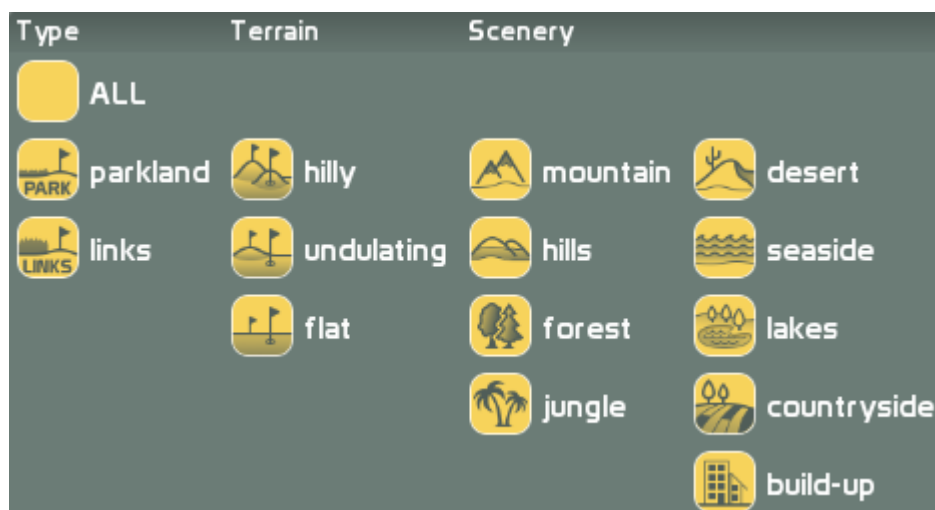 Type Terrain Scenery
ALL
PARK parkland hilly mountain desert
LINKS links undulating hills seaside
flat forest lakes
jungle countryside
build-up